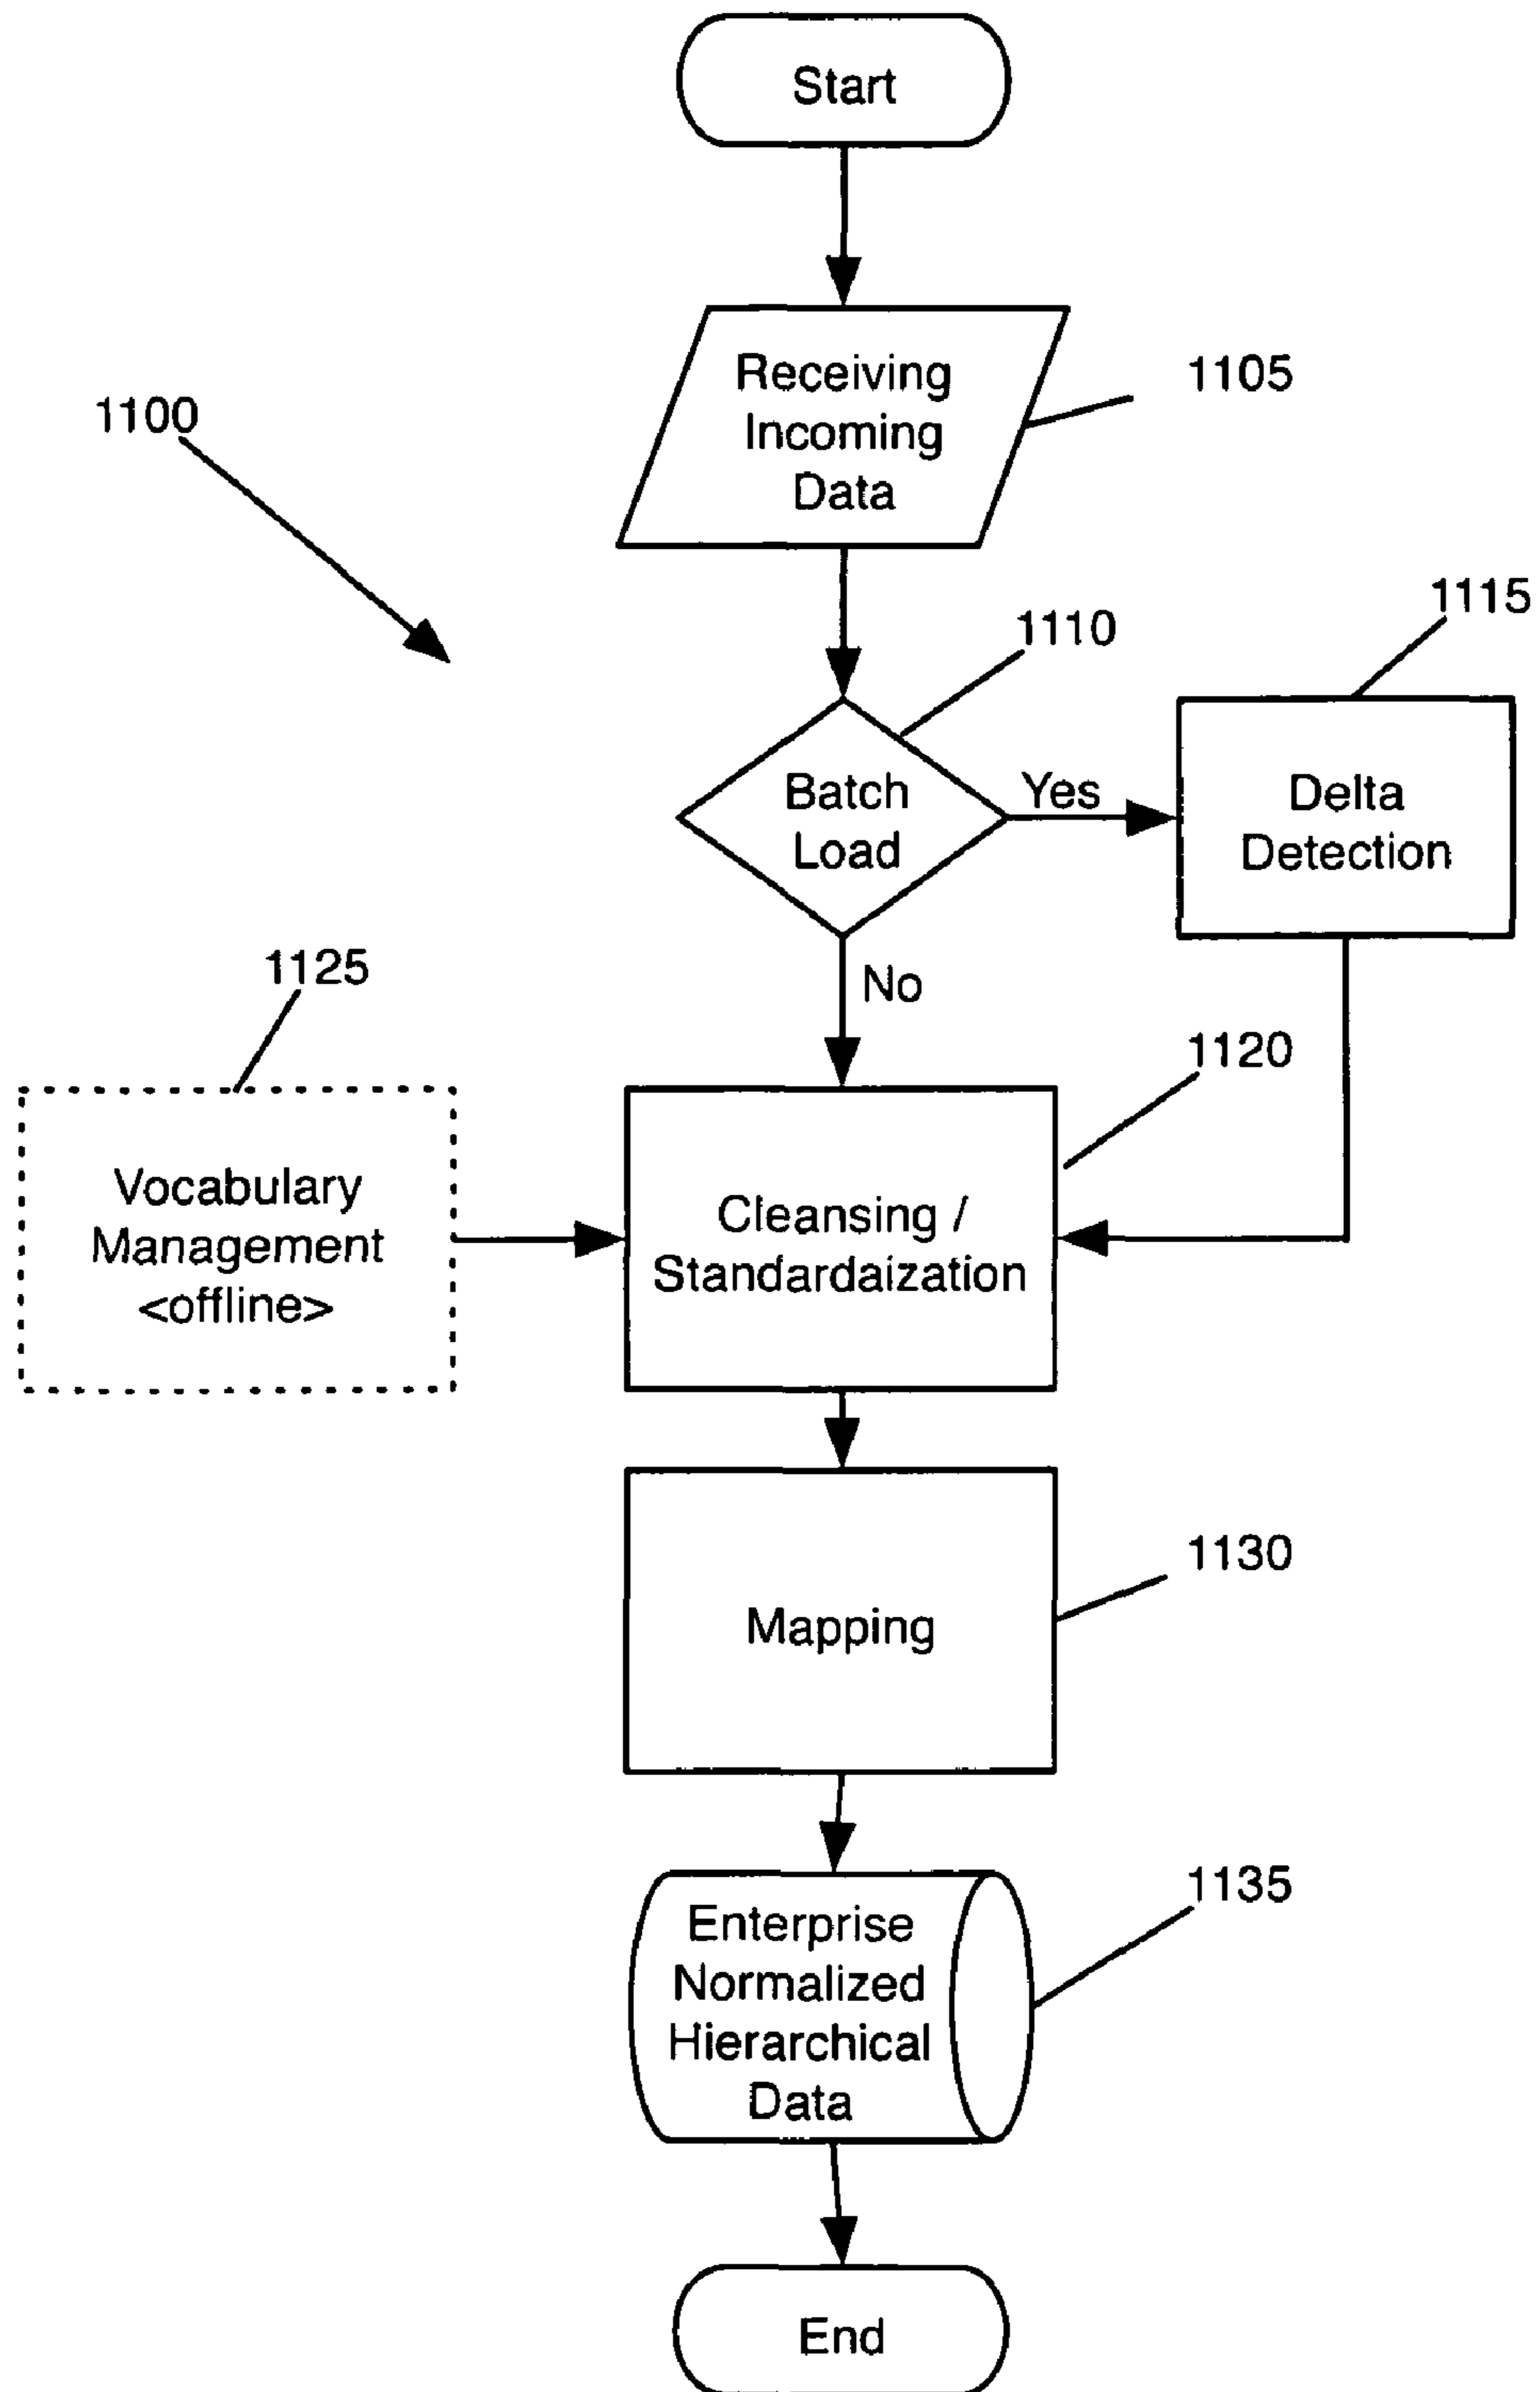 Start
Receiving
Incoming
Data
1105
1100
1110
1115
Batch
Load
Yes
Delta
Detection
No
1125
1120
Vocabulary
Management
<offline>
Cleansing /
Standardaization
Mapping
1130
Enterprise
Normalized
Hierarchical
Data
1135
End